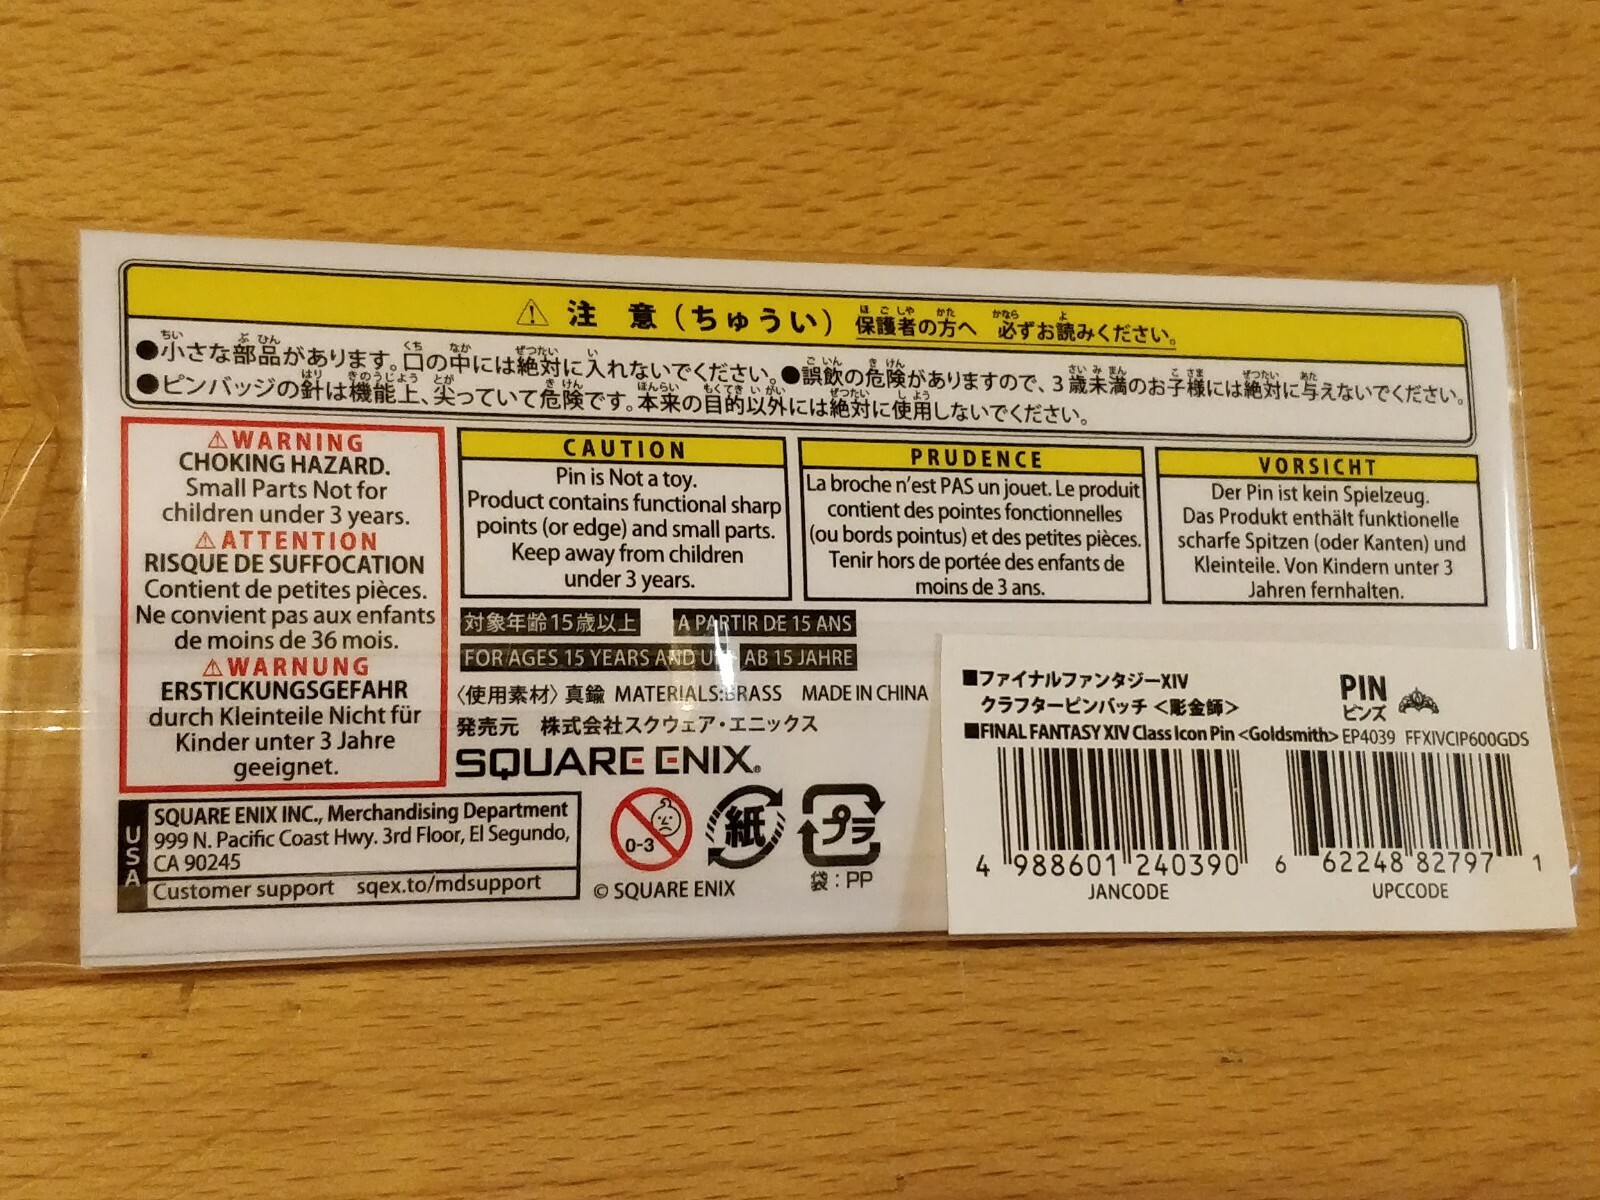 ⚠ 注 意(ちゅうい) 保護者の方へ 必ずお読みください。
●小さな部品があります。口の中には絶対に入れないでください。●誤飲の危険がありますので、3歳未満のお子様には絶対に与えないでください。
●ピンバッジの針は機能上、尖っていて危険です。本来の目的以外には絶対に使用しないでください。
⚠WARNING
CHOKING HAZARD.
Small Parts Not for
children under 3 years.
⚠ATTENTION
RISQUE DE SUFFOCATION
Contient de petites pièces.
Ne convient pas aux enfants
de moins de 36 mois.
⚠WARNUNG
ERSTICKUNGSGEFAHR
durch Kleinteile Nicht für
Kinder unter 3 Jahre
geeignet.
CAUTION
Pin is Not a toy.
Product contains functional sharp
points (or edge) and small parts.
Keep away from children
under 3 years.
PRUDENCE
La broche n'est PAS un jouet. Le produit
contient des pointes fonctionnelles
(ou bords pointus) et des petites pièces.
Tenir hors de portée des enfants de
moins de 3 ans.
VORSICHT
Der Pin ist kein Spielzeug.
Das Produkt enthält funktionelle
scharfe Spitzen (oder Kanten) und
Kleinteile. Von Kindern unter 3
Jahren fernhalten.
対象年齢15歳以上 A PARTIR DE 15 ANS
FOR AGES 15 YEARS AND UP AB 15 JAHRE
〈使用素材〉真鍮 MATERIALS:BRASS MADE IN CHINA
発売元 株式会社スクウェア・エニックス
SQUARE ENIX®
USA
SQUARE ENIX INC., Merchandising Department
999 N. Pacific Coast Hwy. 3rd Floor, El Segundo,
CA 90245
Customer support sqex.to/mdsupport
0-3
紙
プラ
袋:PP
© SQUARE ENIX
■ファイナルファンタジーXIV
クラフターピンバッチ <彫金師>
PIN
ピンズ
■FINAL FANTASY XIV Class Icon Pin <Goldsmith> EP4039 FFXIVCIP600GDS
4 988601 240390
JANCODE
6 62248 82797 1
UPCCODE